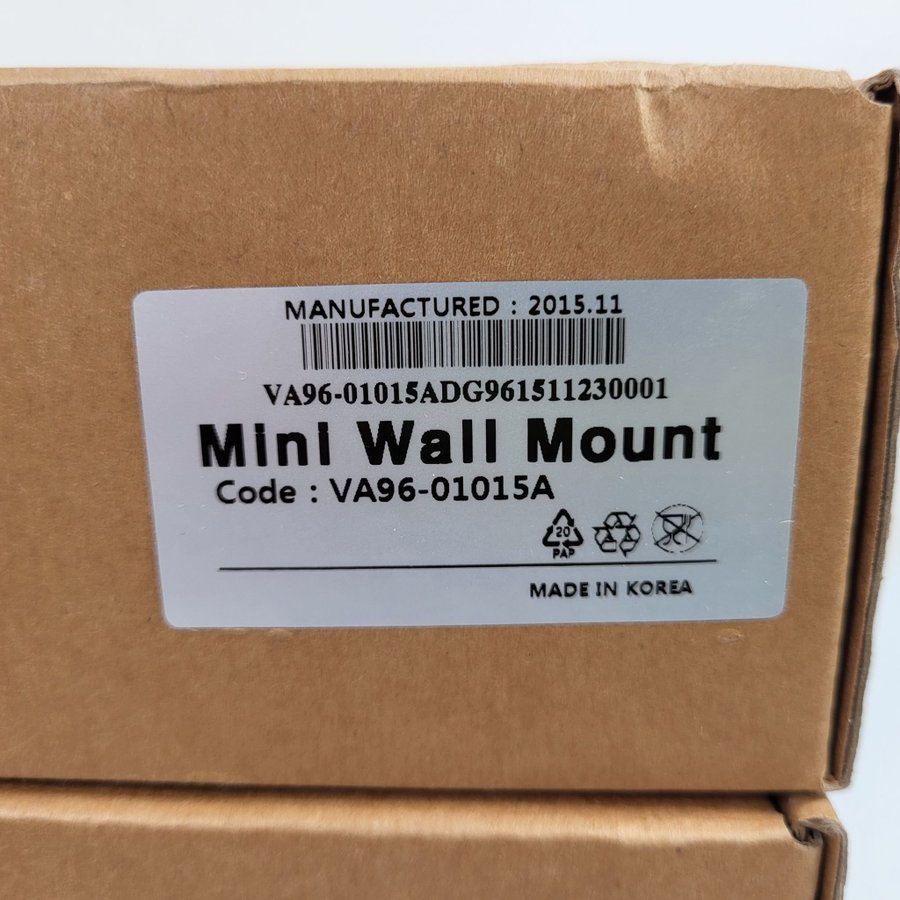 MANUFACTURED : 2015.11
VA96-01015ADG961511230001
Mini Wall Mount
Code : VA96-01015A
20
PAP
MADE IN KOREA